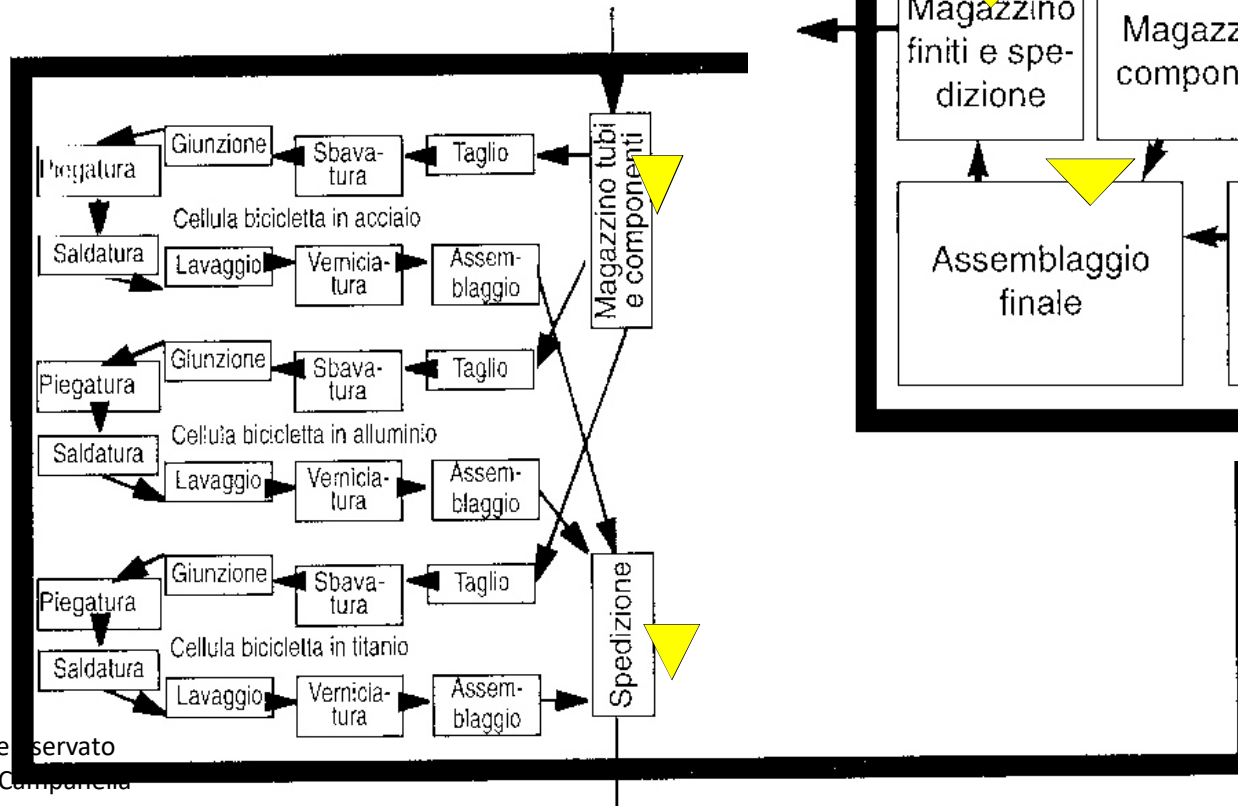 Magazzino
finiti e spe-
dizione
Magazz
compon
Assemblaggio
finale
Magazzino tubi
e componenti
Taglio
Sbava-
tura
Giunzione
Piegatura
Cellula bicicletta in acciaio
Saldatura
Lavaggio
Vernicia-
tura
Assem-
blaggio
Taglio
Sbava-
tura
Giunzione
Piegatura
Cellula bicicletta in alluminio
Saldatura
Lavaggio
Vernicia-
tura
Assem-
blaggio
Taglio
Sbava-
tura
Giunzione
Piegatura
Cellula bicicletta in titanio
Saldatura
Lavaggio
Vernicia-
tura
Assem-
blaggio
Spedizione
servato
Campanella